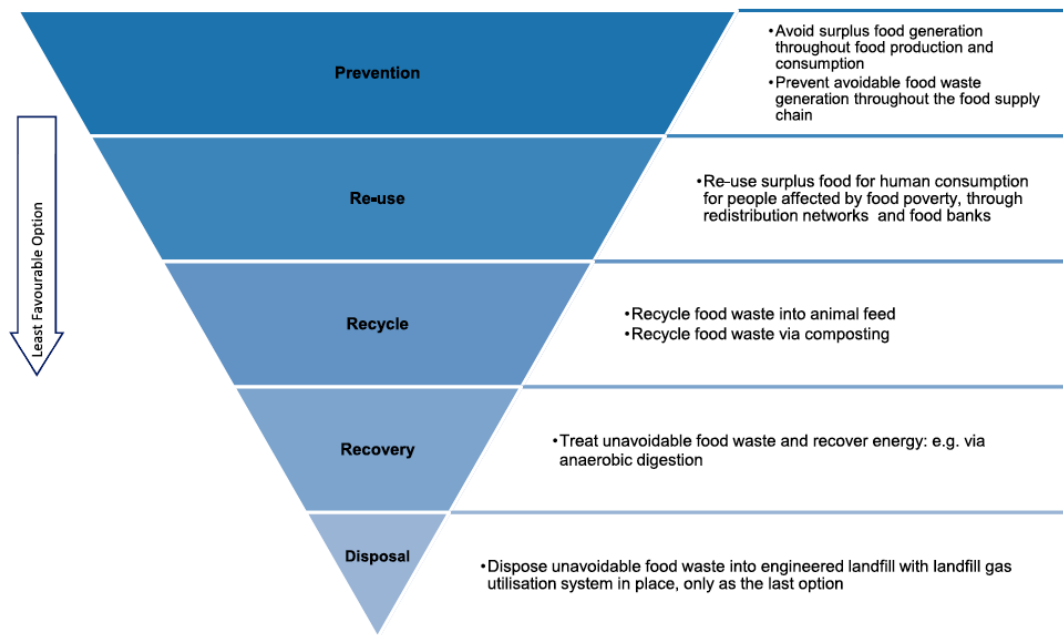 Prevention
•Avoid surplus food generation
throughout food production and
consumption
•Prevent avoidable food waste
generation throughout the food supply
chain
Least Favourable Option
Re-use
•Re-use surplus food for human consumption
for people affected by food poverty, through
redistribution networks and food banks
Recycle
•Recycle food waste into animal feed
•Recycle food waste via composting
Recovery
•Treat unavoidable food waste and recover energy: e.g. via
anaerobic digestion
Disposal
•Dispose unavoidable food waste into engineered landfill with landfill gas
utilisation system in place, only as the last option